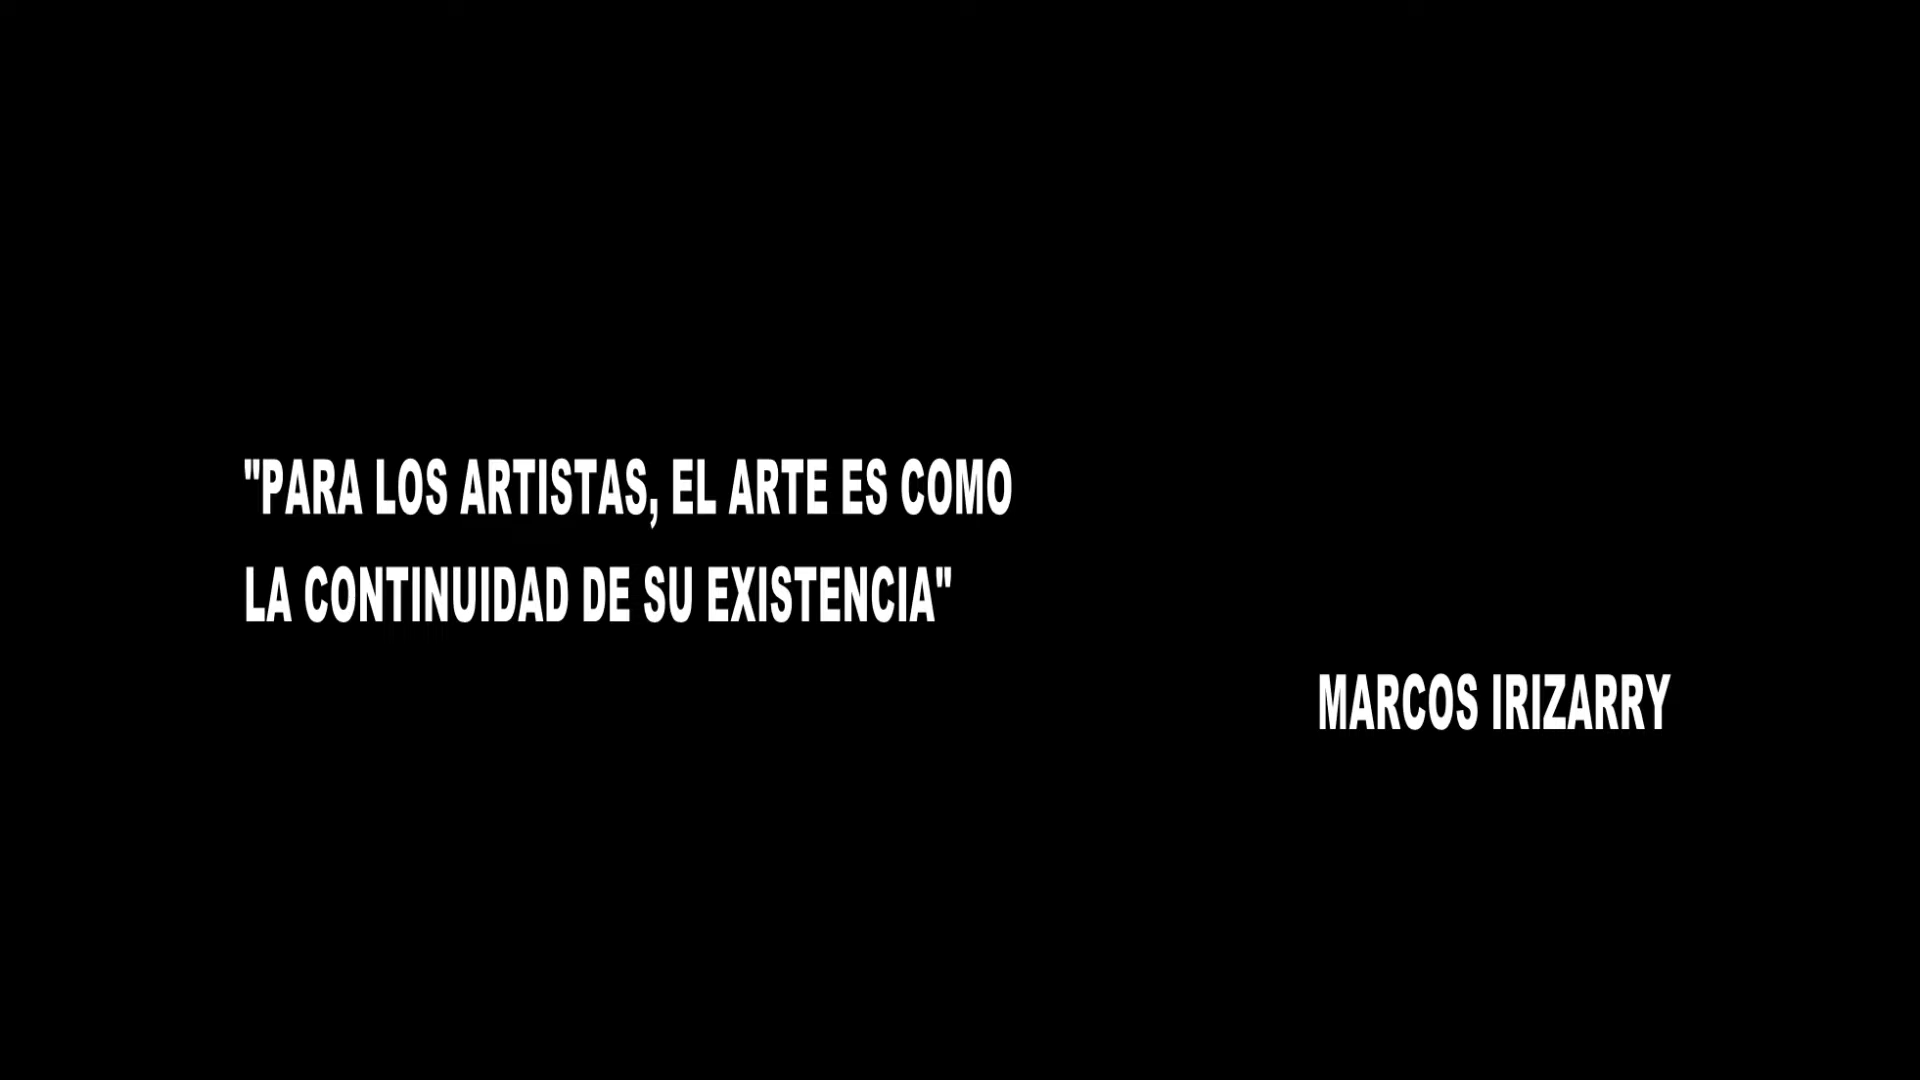 "PARA LOS ARTISTAS, EL ARTE ES COMO
LA CONTINUIDAD DE SU EXISTENCIA"
MARCOS IRIZARRY